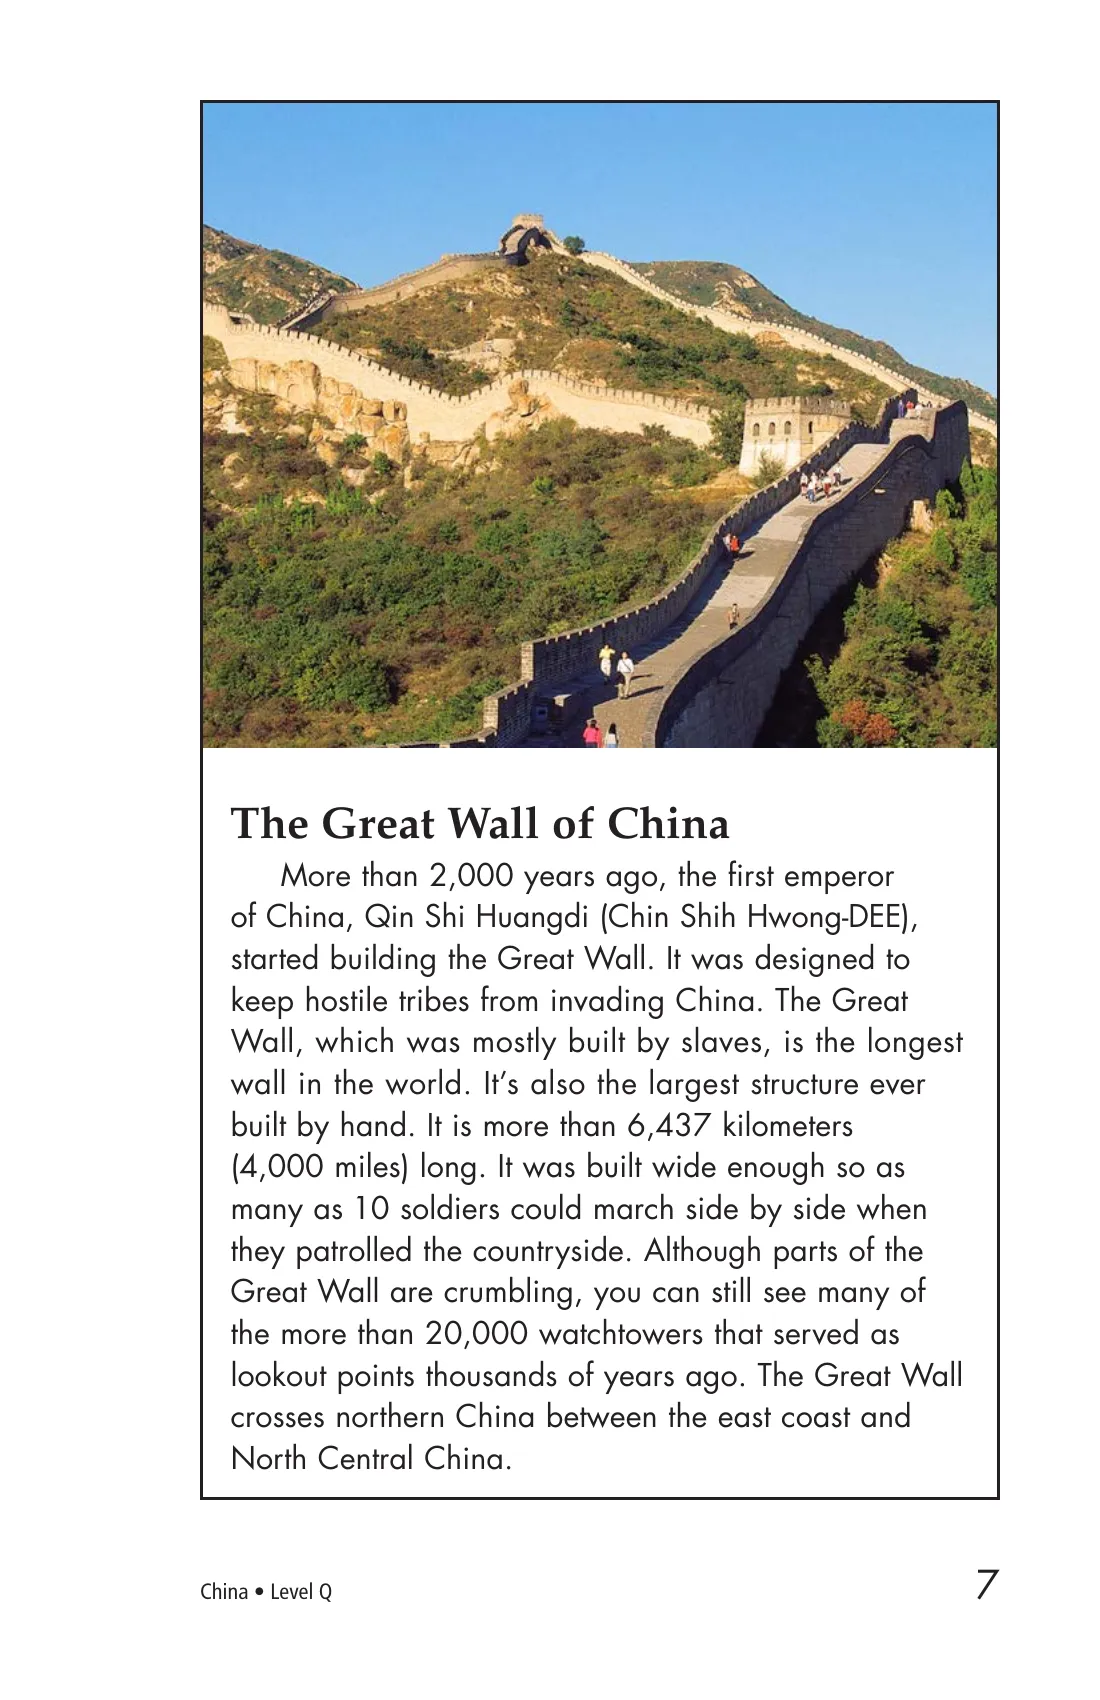 The Great Wall of China
More than 2,000 years ago, the first emperor
of China, Qin Shi Huangdi (Chin Shih Hwong-DEE),
started building the Great Wall. It was designed to
keep hostile tribes from invading China. The Great
Wall, which was mostly built by slaves, is the longest
wall in the world. It’s also the largest structure ever
built by hand. It is more than 6,437 kilometers
(4,000 miles) long. It was built wide enough so as
many as 10 soldiers could march side by side when
they patrolled the countryside. Although parts of the
Great Wall are crumbling, you can still see many of
the more than 20,000 watchtowers that served as
lookout points thousands of years ago. The Great Wall
crosses northern China between the east coast and
North Central China.
China • Level Q
7